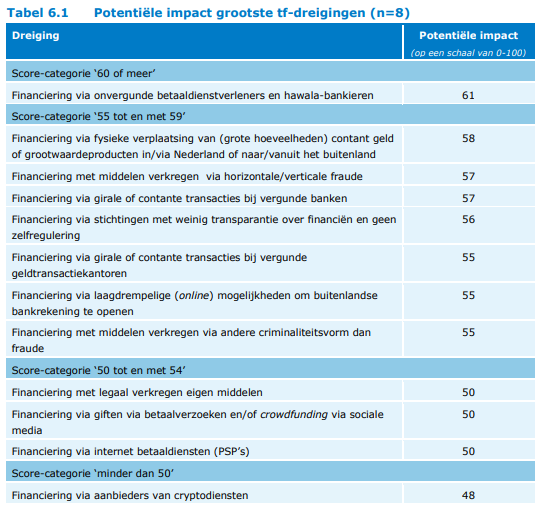 Tabel 6.1 Potentiële impact grootste tf-dreigingen (n=8)
Dreiging Potentiële impact
(op een schaal van 0-100)
Score-categorie '60 of meer'
Financiering via onvergunde betaaldienstverleners en hawala-bankieren 61
Score-categorie '55 tot en met 59'
Financiering via fysieke verplaatsing van (grote hoeveelheden) contant geld 58
of grootwaardeproducten in/via Nederland of naar/vanuit het buitenland
Financiering met middelen verkregen via horizontale/verticale fraude 57
Financiering via girale of contante transacties bij vergunde banken 57
Financiering via stichtingen met weinig transparantie over financiën en geen 56
zelfregulering
Financiering via girale of contante transacties bij vergunde 55
geldtransactiekantoren
Financiering via laagdrempelige (online) mogelijkheden om buitenlandse 55
bankrekening te openen
Financiering met middelen verkregen via andere criminaliteitsvorm dan 55
fraude
Score-categorie '50 tot en met 54'
Financiering met legaal verkregen eigen middelen 50
Financiering via giften via betaalverzoeken en/of crowdfunding via sociale 50
media
Financiering via internet betaaldiensten (PSP's) 50
Score-categorie 'minder dan 50'
Financiering via aanbieders van cryptodiensten 48